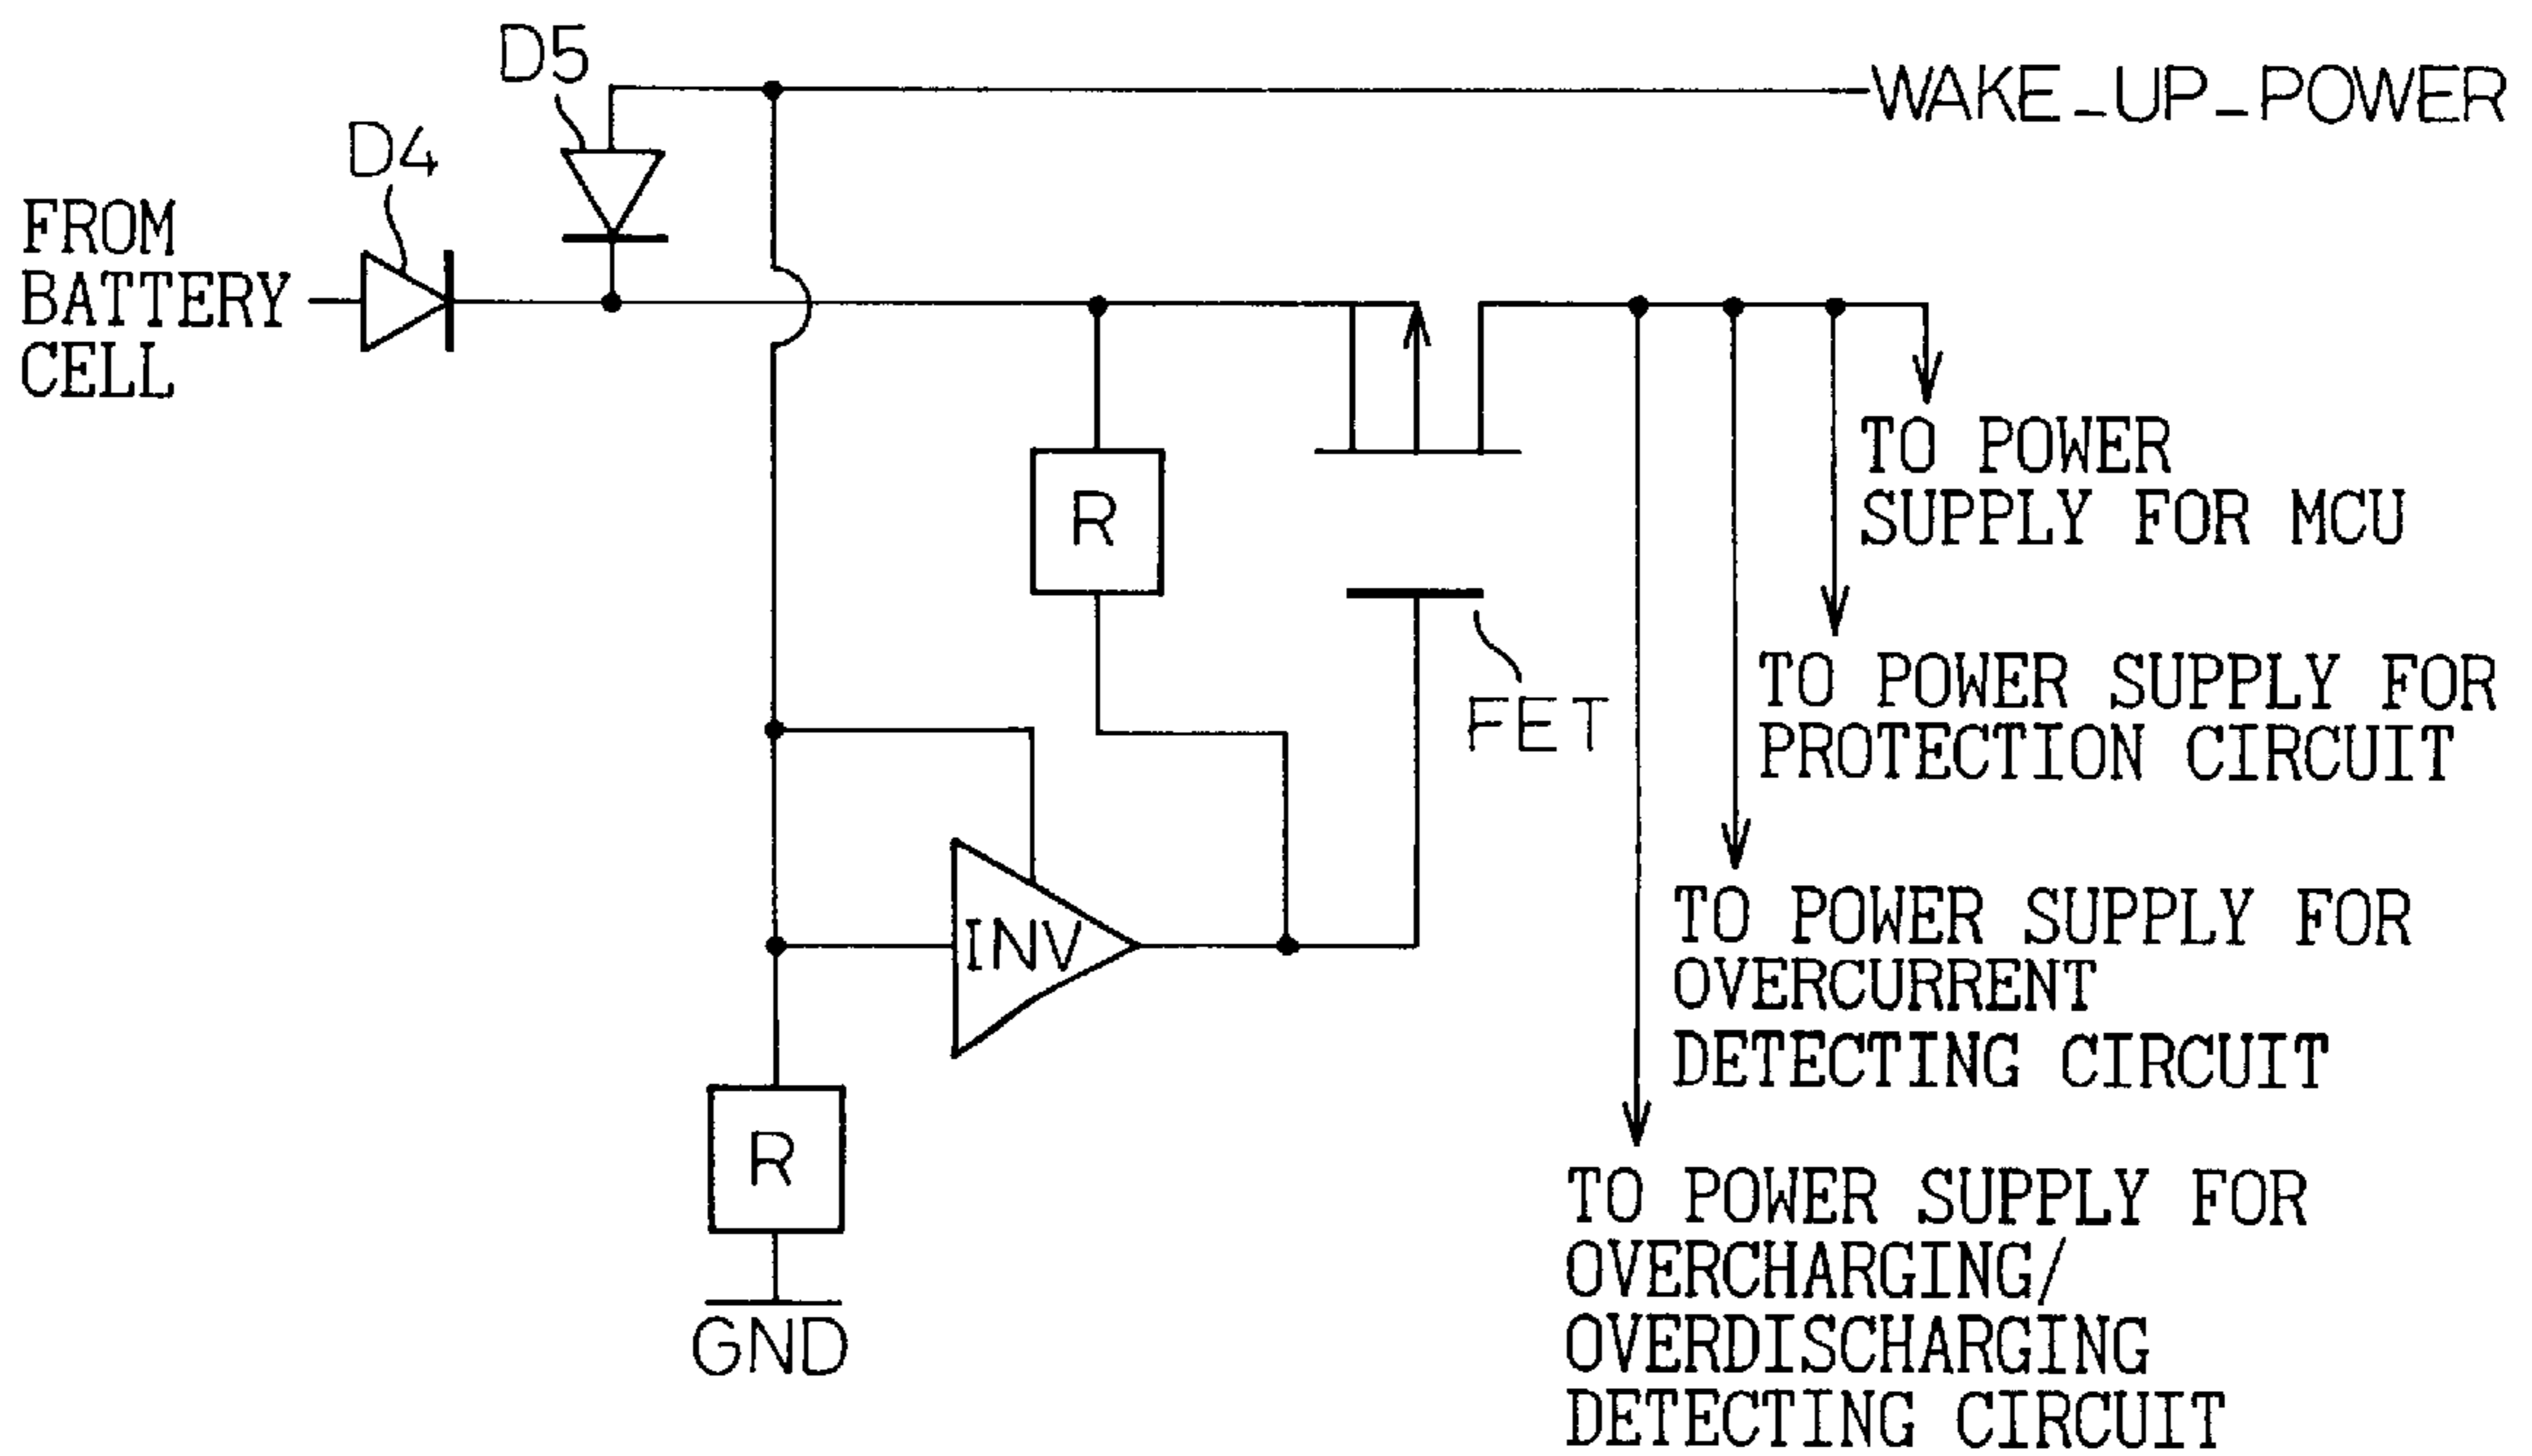 D5
WAKE_UP_POWER
D4
FROM
BATTERY
CELL
R
TO POWER
SUPPLY FOR MCU
FET
TO POWER SUPPLY FOR
PROTECTION CIRCUIT
INV
TO POWER SUPPLY FOR
OVERCURRENT
DETECTING CIRCUIT
R
GND
TO POWER SUPPLY FOR
OVERCHARGING/
OVERDISCHARGING
DETECTING CIRCUIT